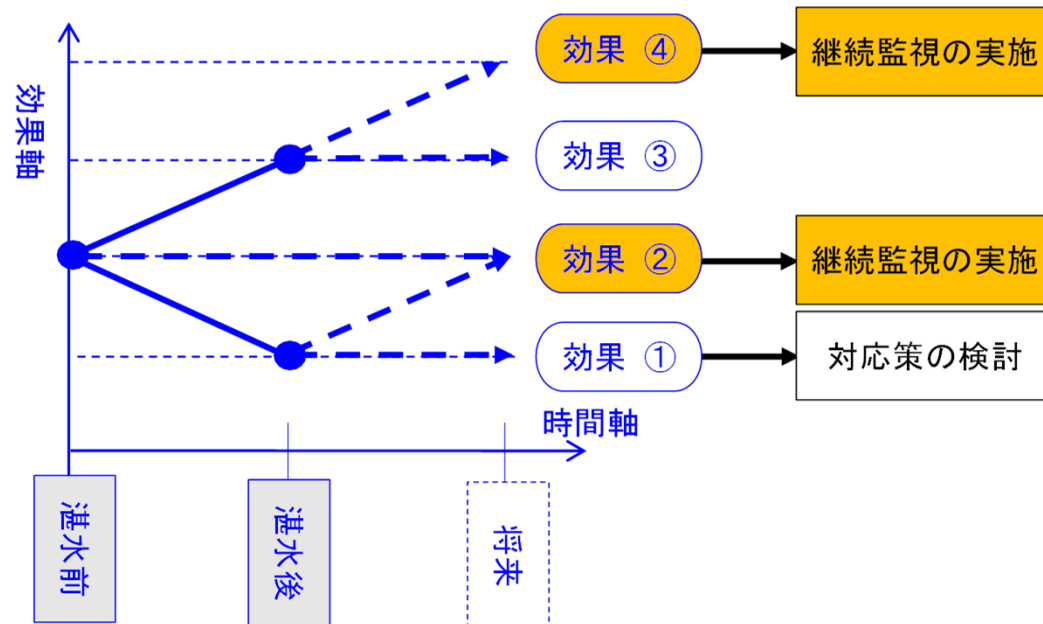 効果軸
効果 ④
継続監視の実施
効果 ③
効果 ②
継続監視の実施
効果 ①
対応策の検討
時間軸
湛水前
湛水後
将来